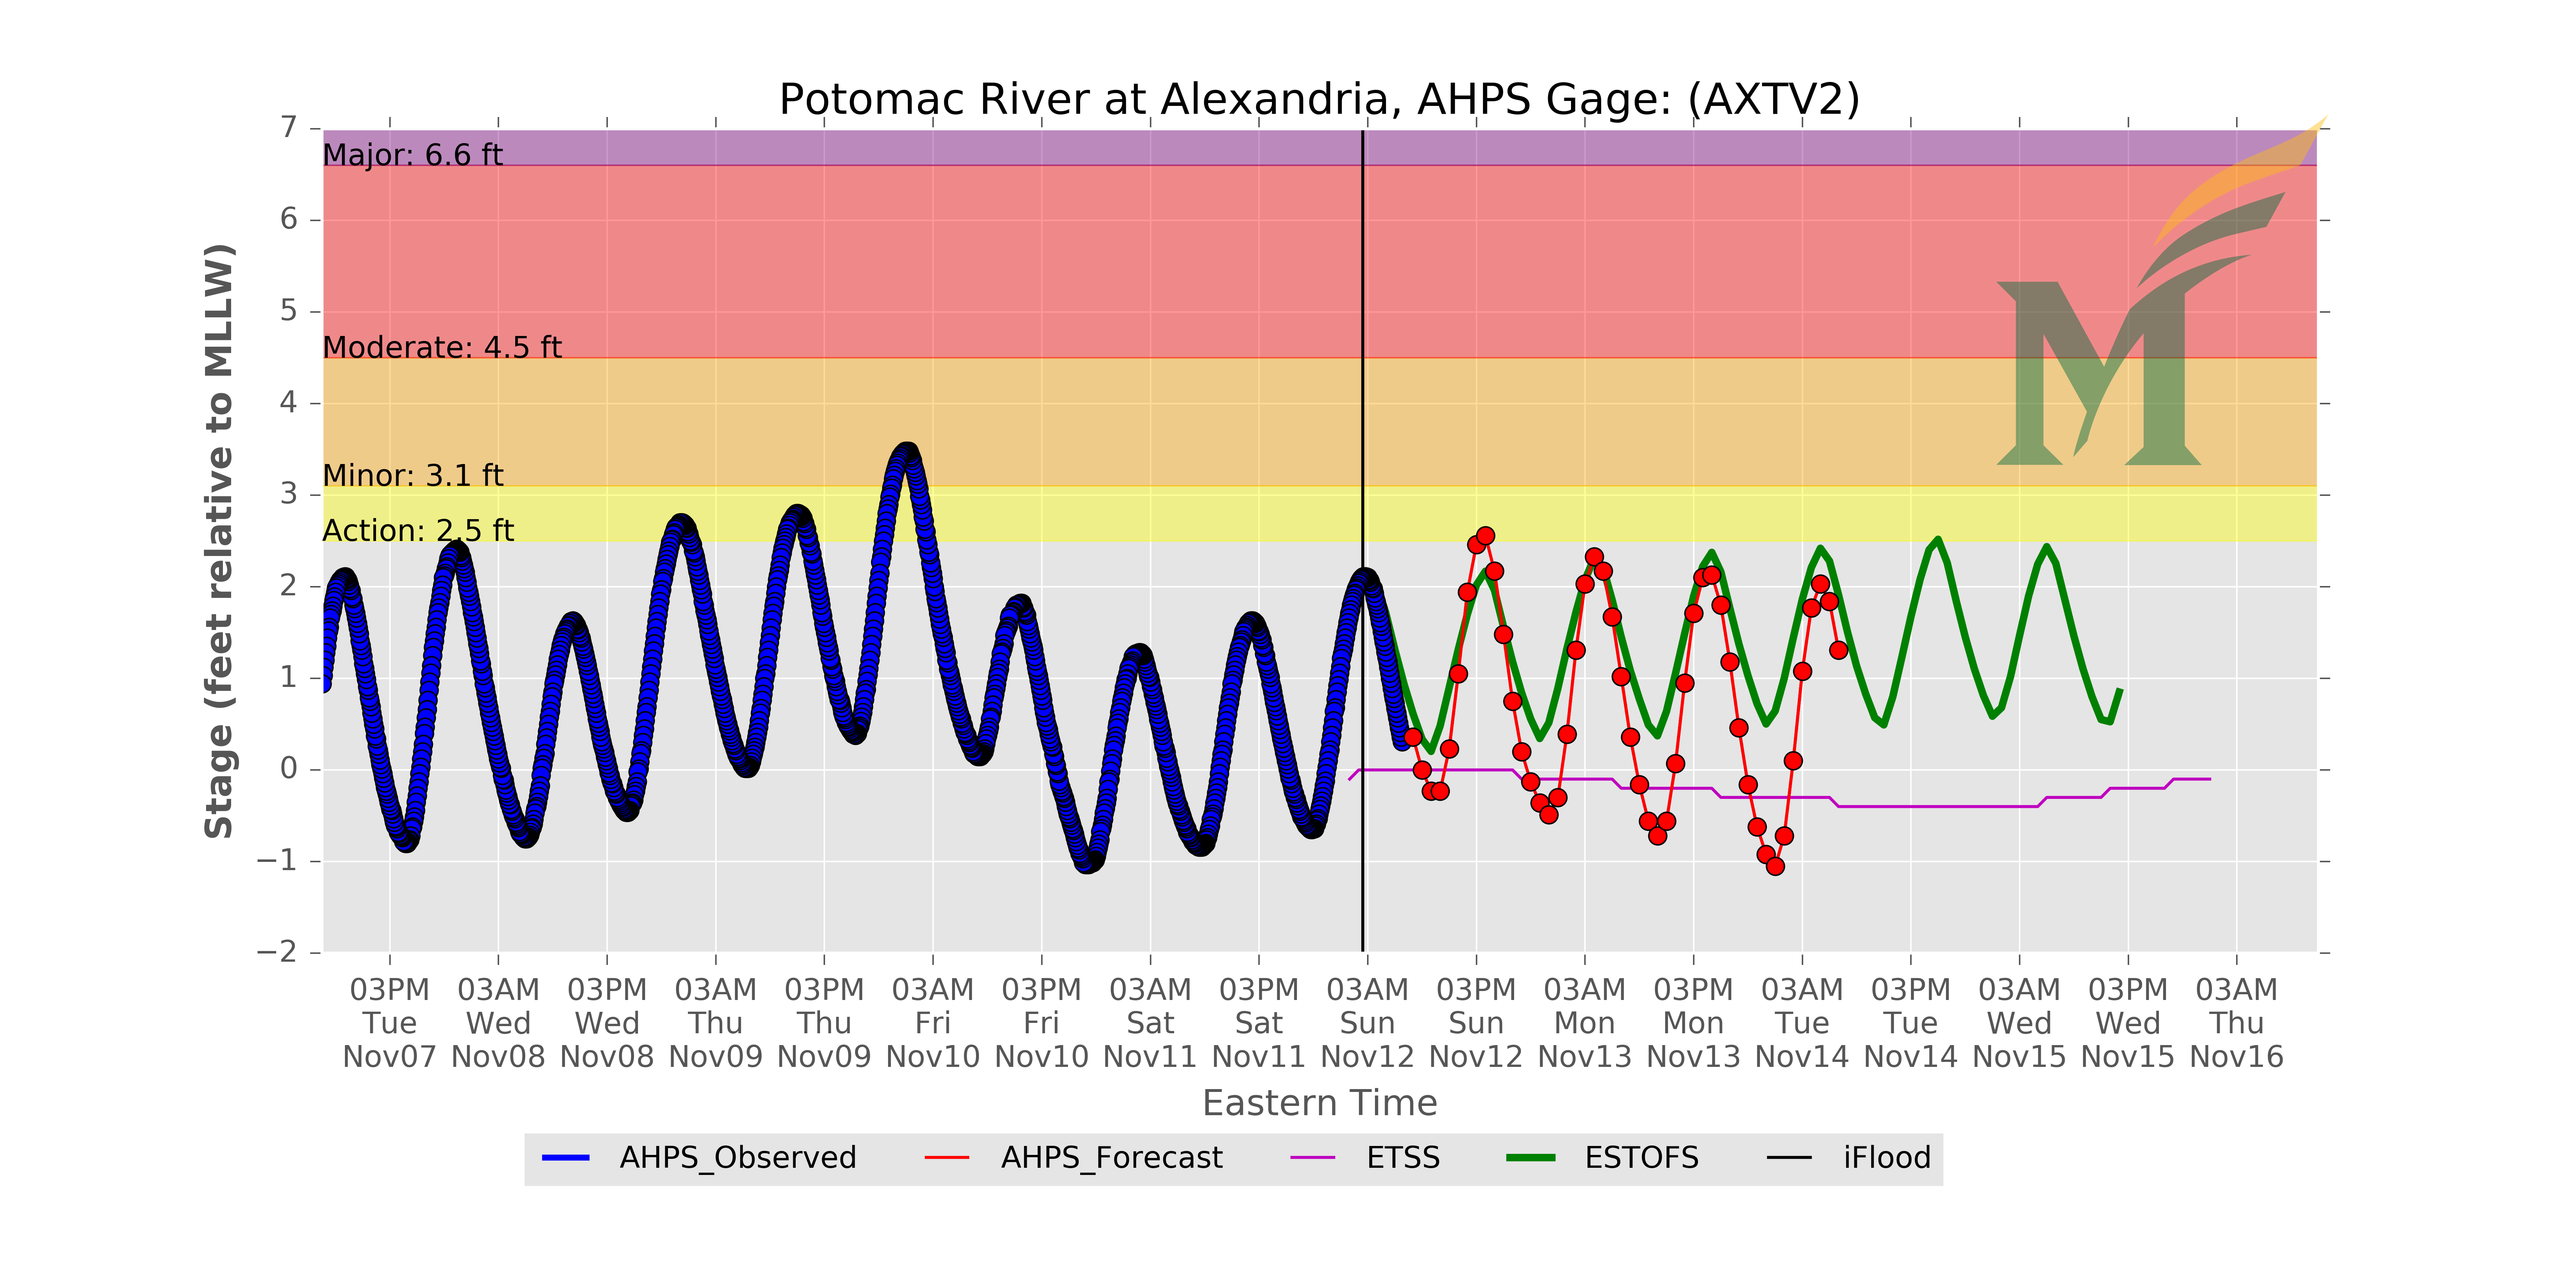 Potomac River at Alexandria, AHPS Gage: (AXTV2)
Stage (feet relative to MLLW)
7
6
5
4
3
2
1
0
−1
−2
Major: 6.6 ft
Moderate: 4.5 ft
Minor: 3.1 ft
Action: 2.5 ft
M
03PM 03AM 03PM 03AM 03PM 03AM 03PM 03AM 03PM 03AM 03PM 03AM 03PM 03AM 03PM 03AM 03PM 03AM
Tue Wed Wed Thu Thu Fri Fri Sat Sat Sun Sun Mon Mon Tue Tue Wed Wed Thu
Nov07 Nov08 Nov08 Nov09 Nov09 Nov10 Nov10 Nov11 Nov11 Nov12 Nov12 Nov13 Nov13 Nov14 Nov14 Nov15 Nov15 Nov16
Eastern Time
AHPS_Observed AHPS_Forecast ETSS ESTOFS iFlood